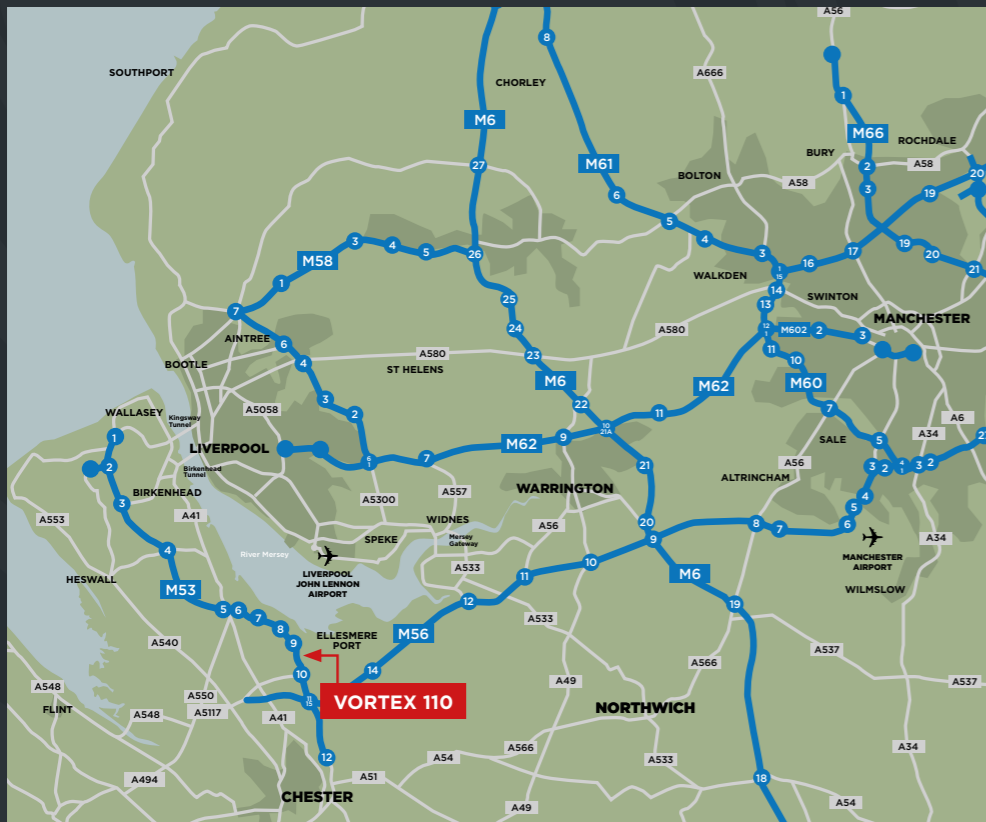 A56
SOUTHPORT
8
A666
CHORLEY
1
M6
M66
ROCHDALE
M61
BURY
27
2
A58
20
BOLTON
A58
3
19
6
5
3
4
4
5
26
3
17
19
20
M58
16
21
1
WALKDEN
1
15
25
14
SWINTON
7
13
MANCHESTER
24
A580
12
1
M602
2
3
AINTREE
6
11
23
A580
BOOTLE
4
ST HELENS
10
M6
M62
M60
3
22
7
WALLASEY
A5058
2
11
Kingsway
Tunnel
10
21A
A6
1
9
A34
LIVERPOOL
M62
SALE
5
2
7
6
1
21
A56
3
2
4
1
3
2
Birkenhead
Tunnel
ALTRINCHAM
WARRINGTON
BIRKENHEAD
A557
4
3
A5300
5
A553
A41
WIDNES
20
8
7
6
A56
SPEKE
Mersey
Gateway
9
A34
4
River Mersey
MANCHESTER
AIRPORT
10
A533
LIVERPOOL
JOHN LENNON
AIRPORT
11
M6
HESWALL
M53
WILMSLOW
12
19
5
6
7
A533
8
ELLESMERE
PORT
M56
9
A540
A537
A566
14
10
A49
A537
A548
A550
11
15
VORTEX 110
FLINT
A548
A5117
NORTHWICH
A41
A566
A34
12
A54
A533
A494
A51
18
CHESTER
A49
A54